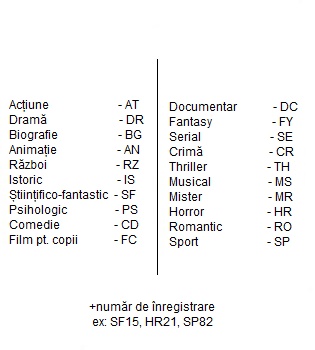 Acțiune - AT
Dramă - DR
Biografie - BG
Animație - AN
Război - RZ
Istoric - IS
Științifico-fantastic - SF
Psihologic - PS
Comedie - CD
Film pt. copii - FC
Documentar - DC
Fantasy - FY
Serial - SE
Crimă - CR
Thriller - TH
Musical - MS
Mister - MR
Horror - HR
Romantic - RO
Sport - SP
+număr de înregistrare
ex: SF15, HR21, SP82